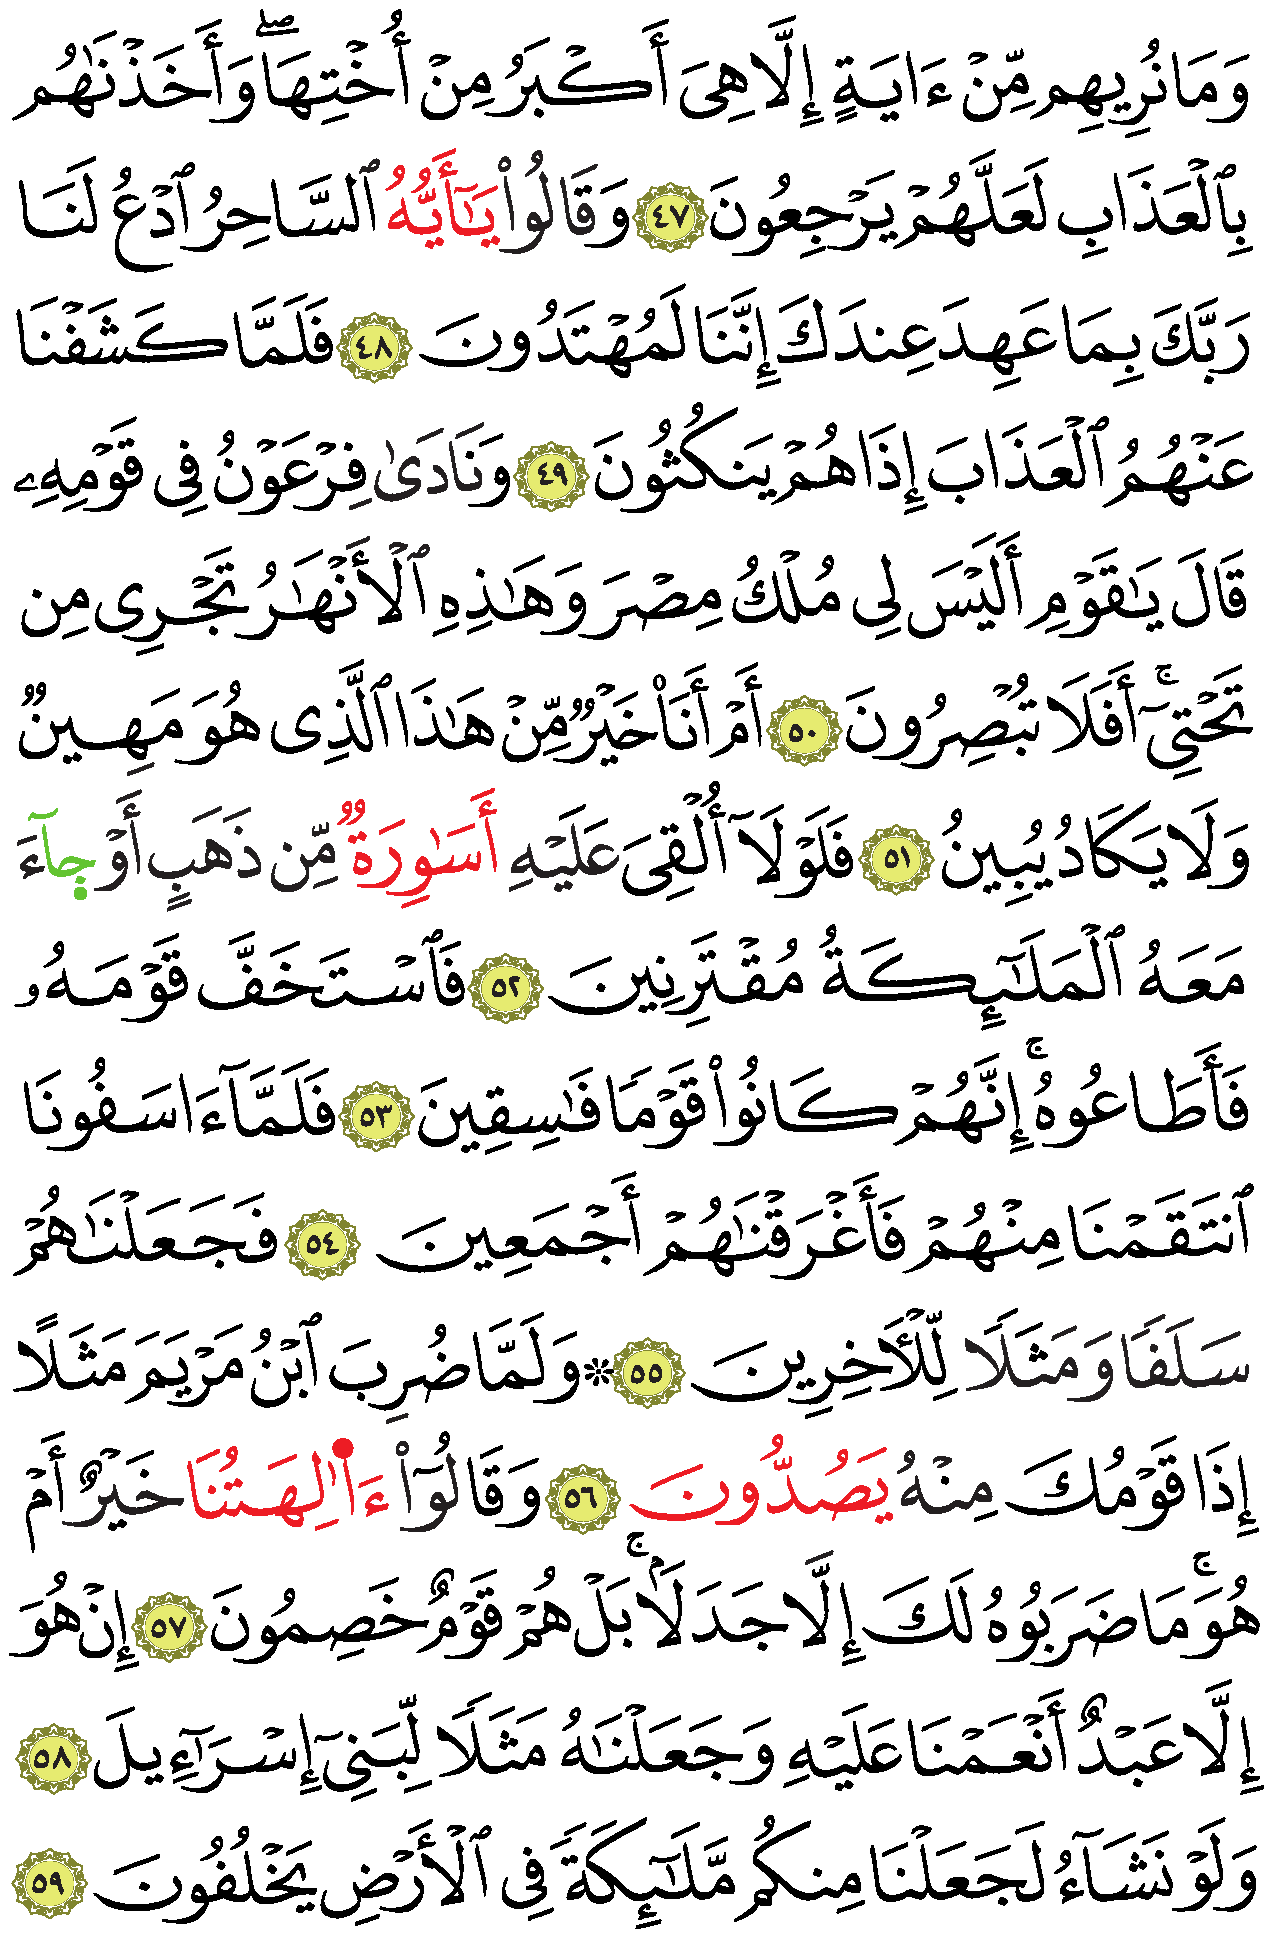 وَمَا نُرِيهِم مِّنْ ءَايَةٍ إِلَّا هِيَ أَكْبَرُ مِنْ أُخْتِهَاۖ وَأَخَذْنَٰهُم
بِٱلْعَذَابِ لَعَلَّهُمْ يَرْجِعُونَ ٤٧ وَقَالُوا۟ يَٰٓأَيُّهُ ٱلسَّاحِرُ ٱدْعُ لَنَا
رَبَّكَ بِمَا عَهِدَ عِندَكَ إِنَّنَا لَمُهْتَدُونَ ٤٨ فَلَمَّا كَشَفْنَا
عَنْهُمُ ٱلْعَذَابَ إِذَا هُمْ يَنكُثُونَ ٤٩ وَنَادَىٰ فِرْعَوْنُ فِي قَوْمِهِۦ
قَالَ يَٰقَوْمِ أَلَيْسَ لِي مُلْكُ مِصْرَ وَهَٰذِهِ ٱلْأَنْهَٰرُ تَجْرِى مِن
تَحْتِىٓۚ أَفَلَا تُبْصِرُونَ ٥٠ أَمْ أَنَا۠ خَيْرٌ مِّنْ هَٰذَا ٱلَّذِى هُوَ مَهِينٌ
وَلَا يَكَادُ يُبِينُ ٥١ فَلَوْلَآ أُلْقِىَ عَلَيْهِ أَسَٰوِرَةٌ مِّن ذَهَبٍ أَوْ جَآءَ
مَعَهُ ٱلْمَلَٰٓئِكَةُ مُقْتَرِنِينَ ٥٢ فَٱسْتَخَفَّ قَوْمَهُۥ
فَأَطَاعُوهُۚ إِنَّهُمْ كَانُوا۟ قَوْمًا فَٰسِقِينَ ٥٣ فَلَمَّآ ءَاسَفُونَا
ٱنتَقَمْنَا مِنْهُمْ فَأَغْرَقْنَٰهُمْ أَجْمَعِينَ ٥٤ فَجَعَلْنَٰهُمْ
سَلَفًا وَمَثَلًا لِّلْءَاخِرِينَ ٥٥ ۞ وَلَمَّا ضُرِبَ ٱبْنُ مَرْيَمَ مَثَلًا
إِذَا قَوْمُكَ مِنْهُ يَصُدُّونَ ٥٦ وَقَالُوٓا۟ ءَا۬لِهَتُنَا خَيْرٌ أَمْ
هُوَۚ مَا ضَرَبُوهُ لَكَ إِلَّا جَدَلَۢاۚ بَلْ هُمْ قَوْمٌ خَصِمُونَ ٥٧ إِنْ هُوَ
إِلَّا عَبْدٌ أَنْعَمْنَا عَلَيْهِ وَجَعَلْنَٰهُ مَثَلًا لِّبَنِىٓ إِسْرَٰٓءِيلَ ٥٨
وَلَوْ نَشَآءُ لَجَعَلْنَا مِنكُم مَّلَٰٓئِكَةً فِى ٱلْأَرْضِ يَخْلُفُونَ ٥٩